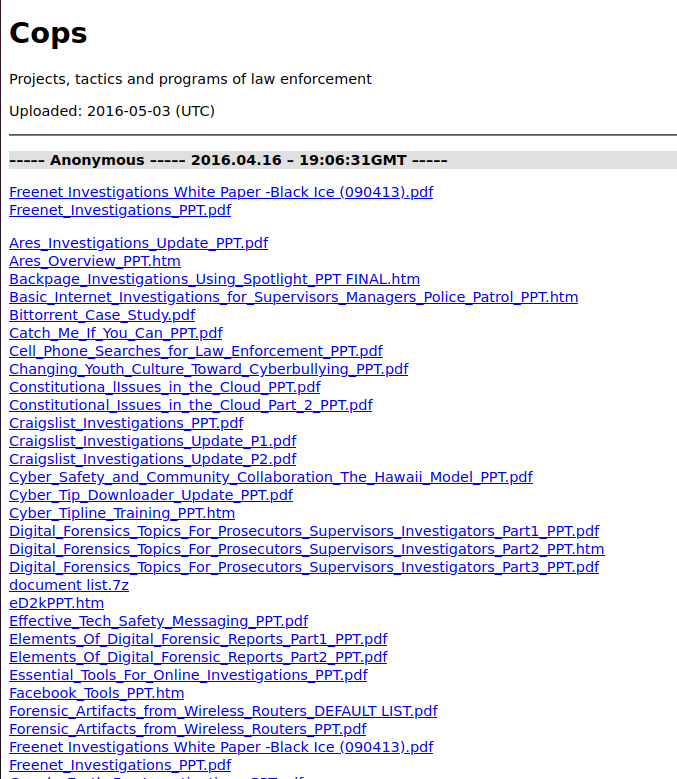 Cops
Projects, tactics and programs of law enforcement
Uploaded: 2016-05-03 (UTC)
––––– Anonymous ––––– 2016.04.16 – 19:06:31GMT –––––
Freenet Investigations White Paper -Black Ice (090413).pdf
Freenet_Investigations_PPT.pdf
Ares_Investigations_Update_PPT.pdf
Ares_Overview_PPT.htm
Backpage_Investigations_Using_Spotlight_PPT FINAL.htm
Basic_Internet_Investigations_for_Supervisors_Managers_Police_Patrol_PPT.htm
Bittorrent_Case_Study.pdf
Catch_Me_If_You_Can_PPT.pdf
Cell_Phone_Searches_for_Law_Enforcement_PPT.pdf
Changing_Youth_Culture_Toward_Cyberbullying_PPT.pdf
Constitutiona_lIssues_in_the_Cloud_PPT.pdf
Constitutional_Issues_in_the_Cloud_Part_2_PPT.pdf
Craigslist_Investigations_PPT.pdf
Craigslist_Investigations_Update_P1.pdf
Craigslist_Investigations_Update_P2.pdf
Cyber_Safety_and_Community_Collaboration_The_Hawaii_Model_PPT.pdf
Cyber_Tip_Downloader_Update_PPT.pdf
Cyber_Tipline_Training_PPT.htm
Digital_Forensics_Topics_For_Prosecutors_Supervisors_Investigators_Part1_PPT.pdf
Digital_Forensics_Topics_For_Prosecutors_Supervisors_Investigators_Part2_PPT.htm
Digital_Forensics_Topics_For_Prosecutors_Supervisors_Investigators_Part3_PPT.pdf
document list.7z
eD2kPPT.htm
Effective_Tech_Safety_Messaging_PPT.pdf
Elements_Of_Digital_Forensic_Reports_Part1_PPT.pdf
Elements_Of_Digital_Forensic_Reports_Part2_PPT.pdf
Essential_Tools_For_Online_Investigations_PPT.pdf
Facebook_Tools_PPT.htm
Forensic_Artifacts_from_Wireless_Routers_DEFAULT LIST.pdf
Forensic_Artifacts_from_Wireless_Routers_PPT.pdf
Freenet Investigations White Paper -Black Ice (090413).pdf
Freenet_Investigations_PPT.pdf